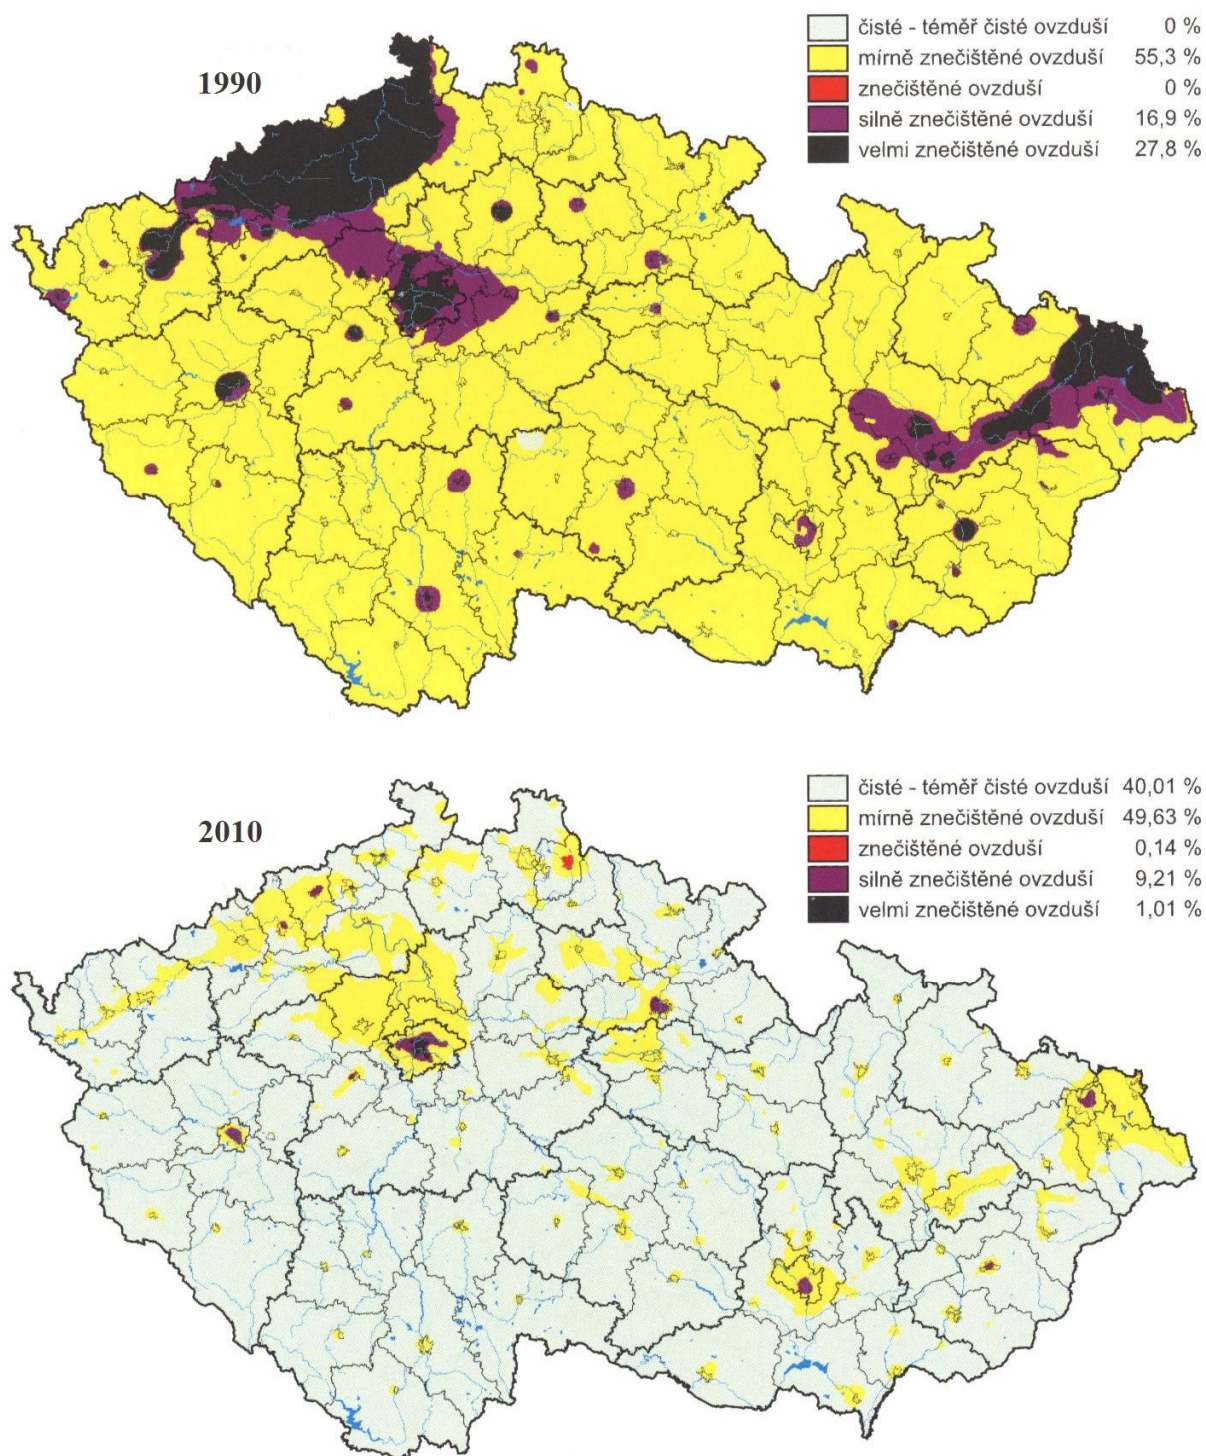 1990
čisté - téměř čisté ovzduší 0 %
mírně znečištěné ovzduší 55,3 %
znečištěné ovzduší 0 %
silně znečištěné ovzduší 16,9 %
velmi znečištěné ovzduší 27,8 %
2010
čisté - téměř čisté ovzduší 40,01 %
mírně znečištěné ovzduší 49,63 %
znečištěné ovzduší 0,14 %
silně znečištěné ovzduší 9,21 %
velmi znečištěné ovzduší 1,01 %